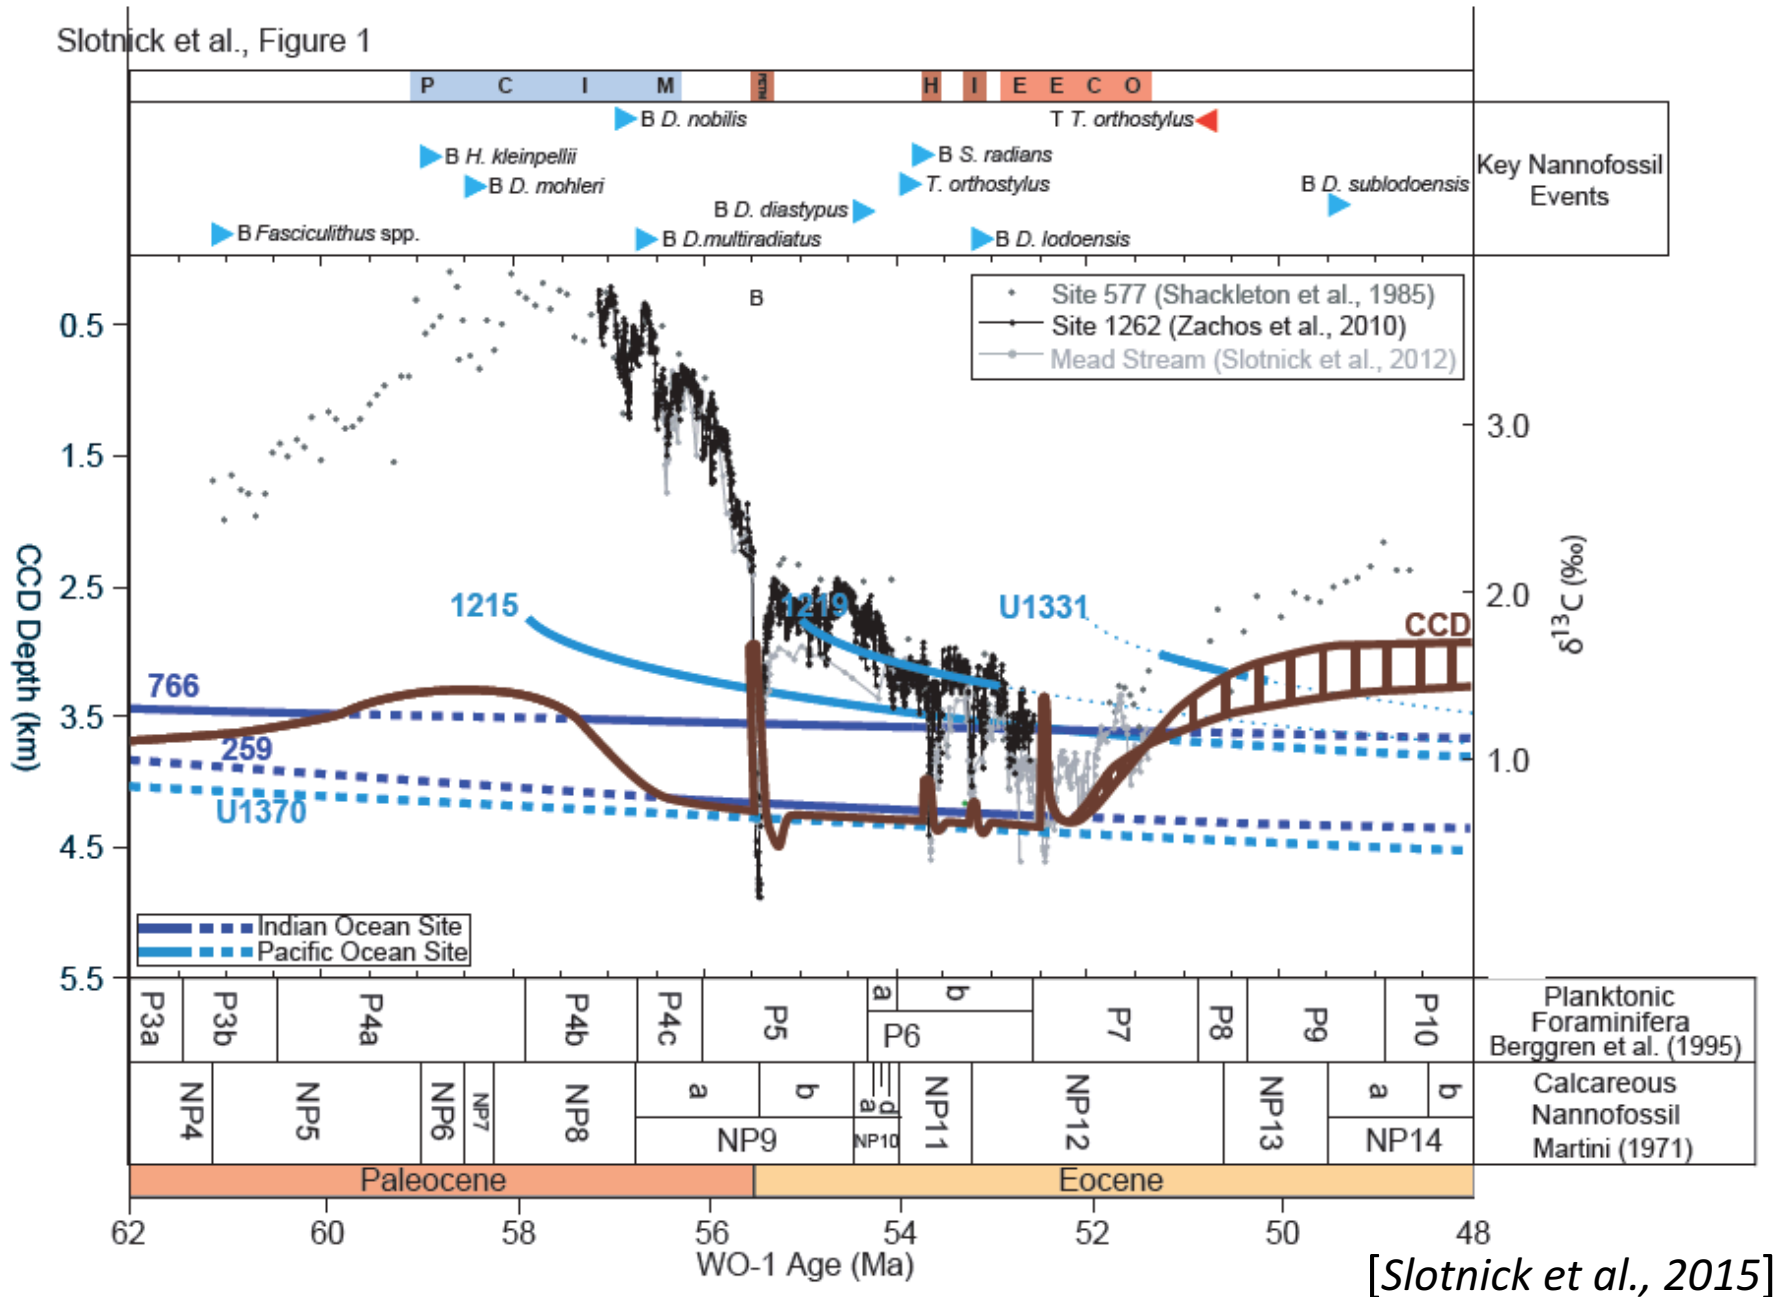 Slotnick et al., Figure 1
P C I M PETM H I E E C O
B D. nobilis
T T. orthostylus
B H. kleinpellii
B S. radians
B D. mohleri
T. orthostylus
B D. sublodoensis
B D. diastypus
B Fasciculithus spp.
B D.multiradiatus
B D. lodoensis
Key Nannofossil
Events
B
Site 577 (Shackleton et al., 1985)
Site 1262 (Zachos et al., 2010)
Mead Stream (Slotnick et al., 2012)
0.5
1.5
2.5
3.5
4.5
5.5
CCD Depth (km)
3.0
2.0
1.0
δ13C (‰)
1215
1219
U1331
CCD
766
259
U1370
Indian Ocean Site
Pacific Ocean Site
P3a P3b P4a P4b P4c P5 a b P6 P7 P8 P9 P10
Planktonic
Foraminifera
Berggren et al. (1995)
NP4 NP5 NP6 NP7 NP8 a b NP9 a d NP10 NP11 NP12 NP13 a b NP14
Calcareous
Nannofossil
Martini (1971)
Paleocene Eocene
62 60 58 56 54 52 50 48
WO-1 Age (Ma)
[Slotnick et al., 2015]